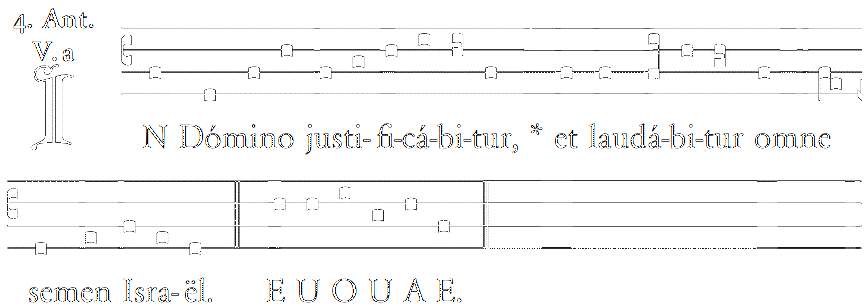 4. Ant.
V. a
IN Dómino justi-fi-cá-bi-tur, * et laudá-bi-tur omne
semen Isra-ël. E U O U A E.